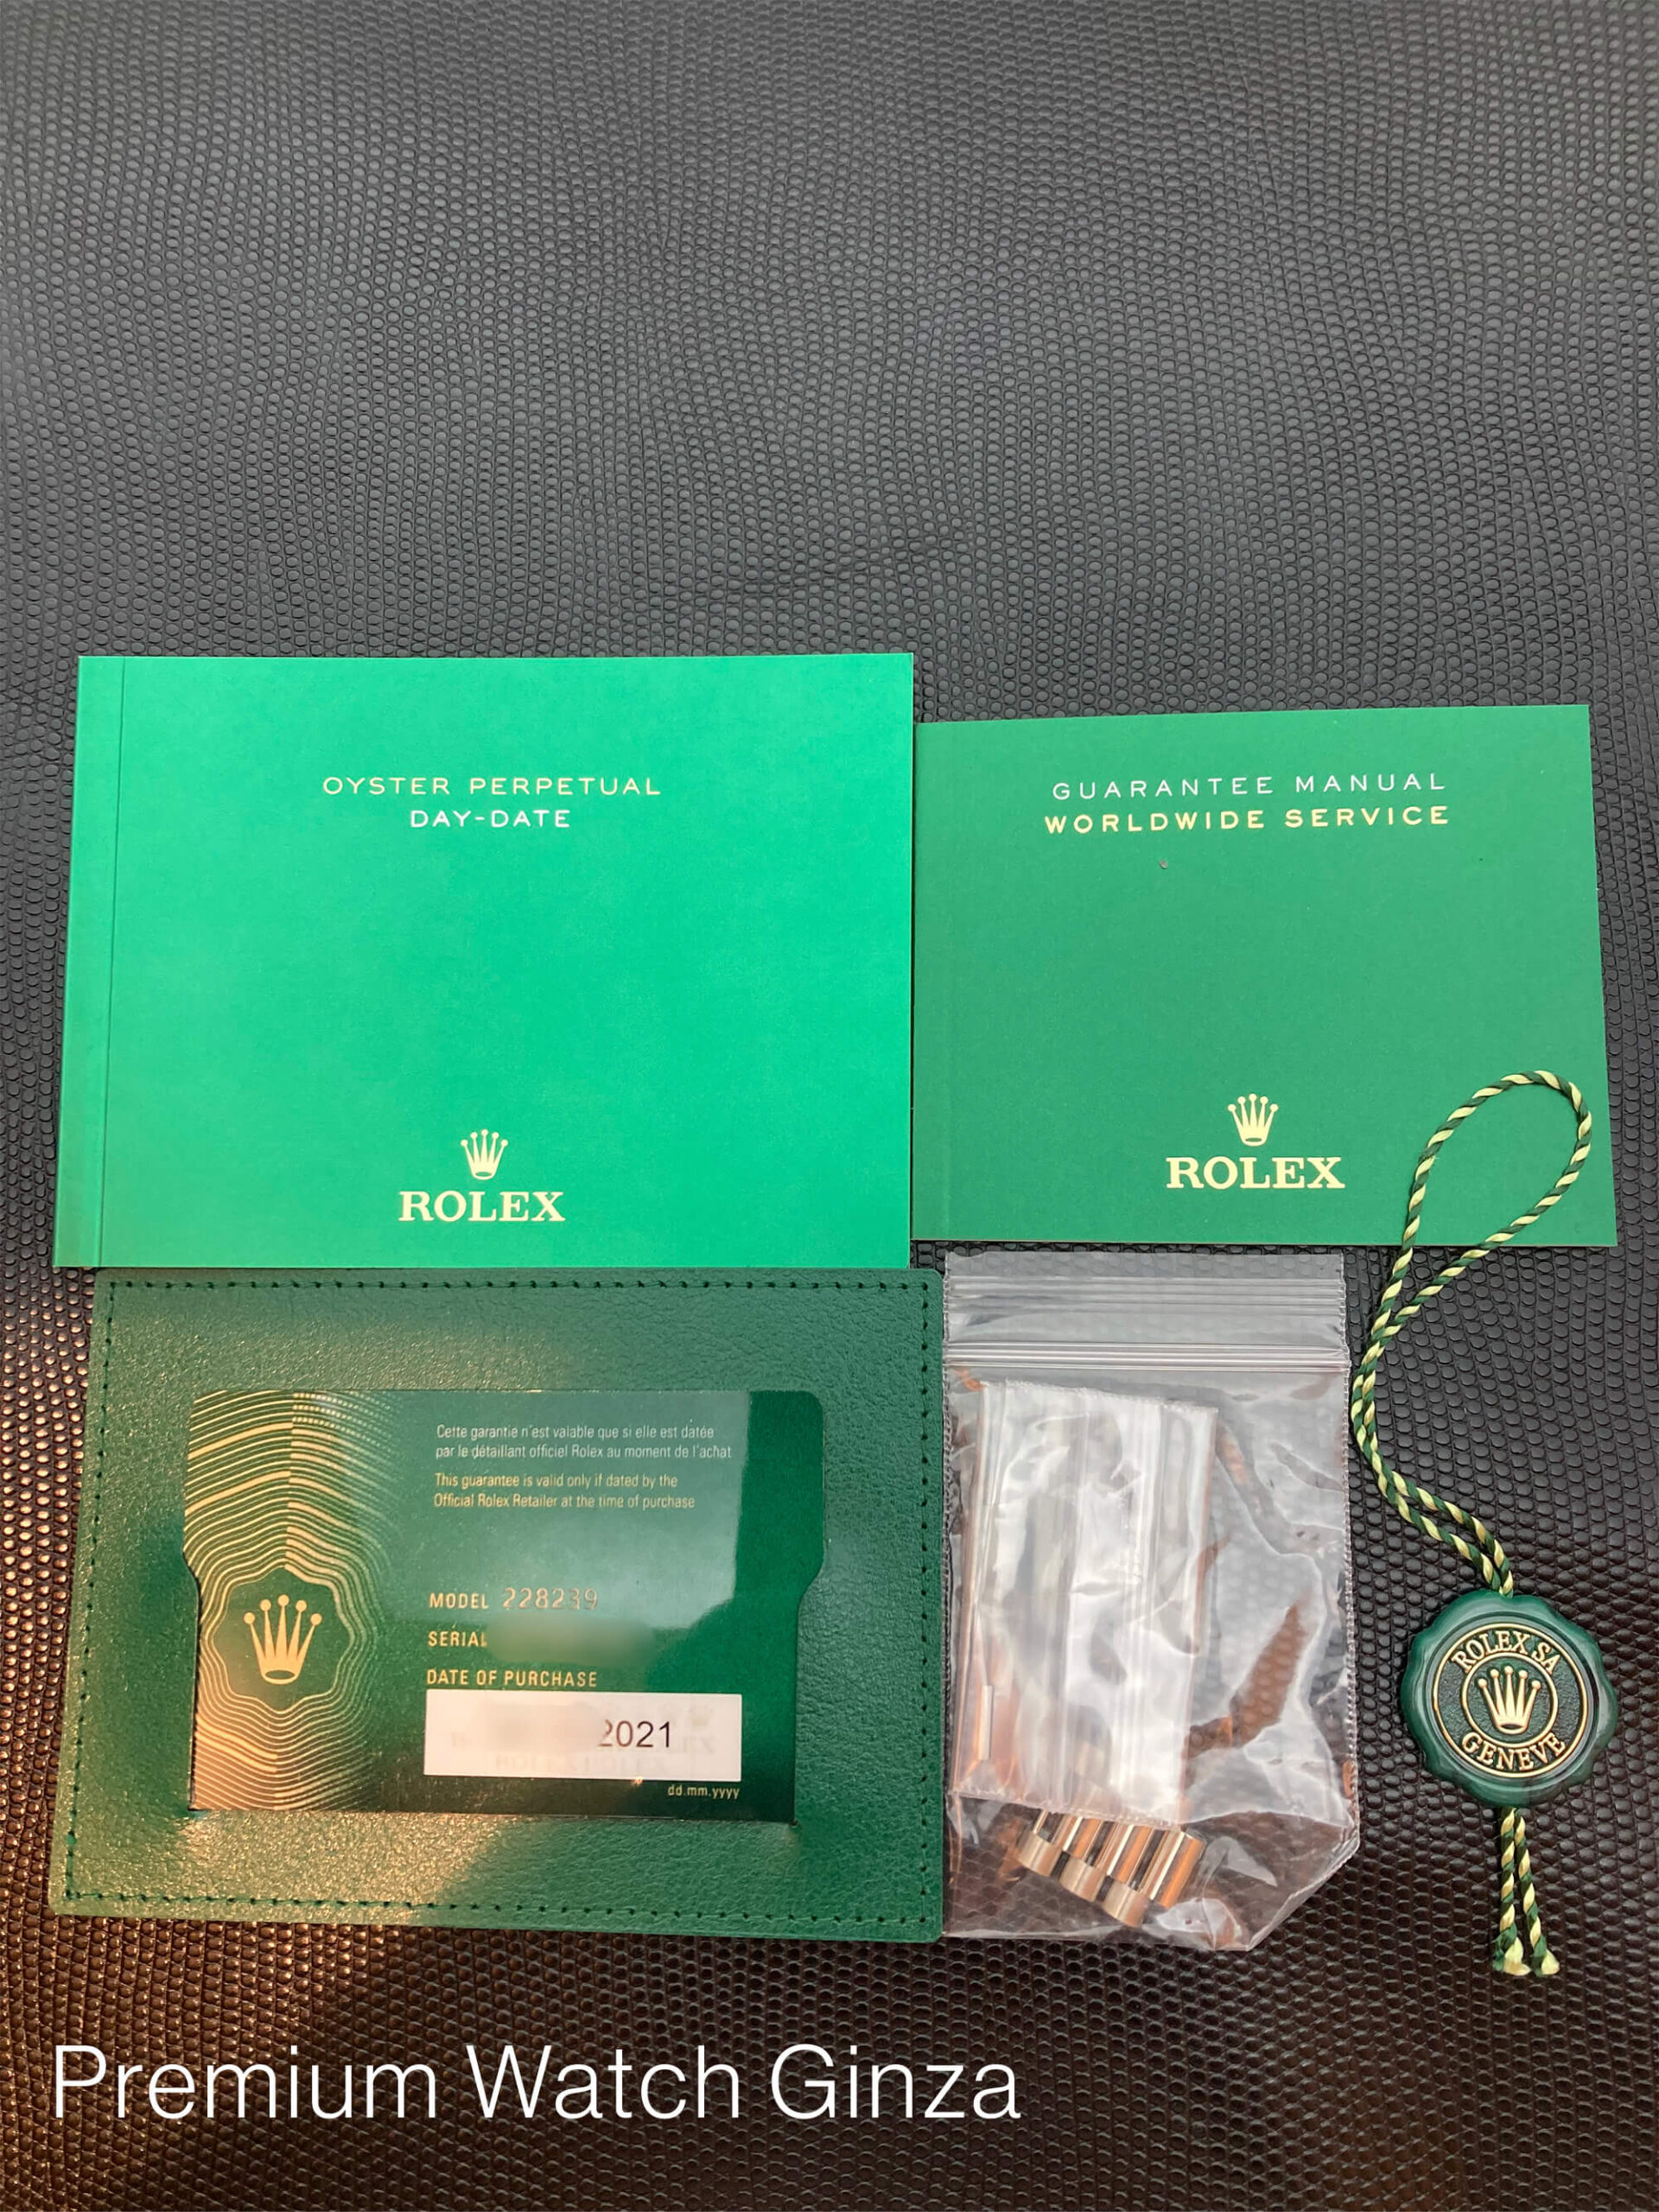 OYSTER PERPETUAL
DAY-DATE
ROLEX
GUARANTEE MANUAL
WORLDWIDE SERVICE
ROLEX
Cette garantie n'est valable que si elle est datée
par le détaillant officiel Rolex au moment de l'achat
This guarantee is valid only if dated by the
Official Rolex Retailer at the time of purchase
MODEL 228239
SERIAL
DATE OF PURCHASE
2021
dd.mm.yyyy
ROLEX SA
GENEVE
Premium Watch Ginza